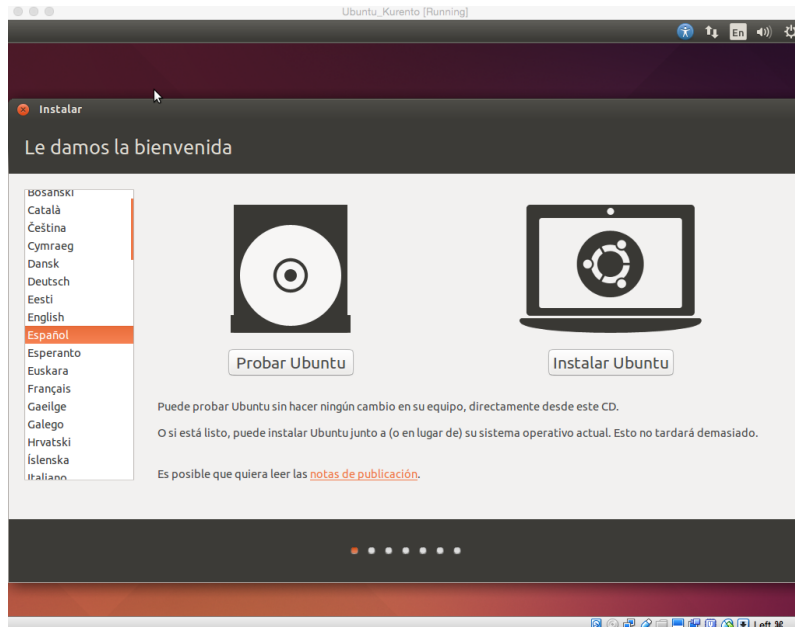 Ubuntu_Kurento [Running]
En
Instalar
Le damos la bienvenida
Bosanski
Català
Čeština
Cymraeg
Dansk
Deutsch
Eesti
English
Español
Esperanto
Euskara
Français
Gaeilge
Galego
Hrvatski
Íslenska
Italiano
Probar Ubuntu
Instalar Ubuntu
Puede probar Ubuntu sin hacer ningún cambio en su equipo, directamente desde este CD.
O si está listo, puede instalar Ubuntu junto a (o en lugar de) su sistema operativo actual. Esto no tardará demasiado.
Es posible que quiera leer las notas de publicación.
Left ⌘